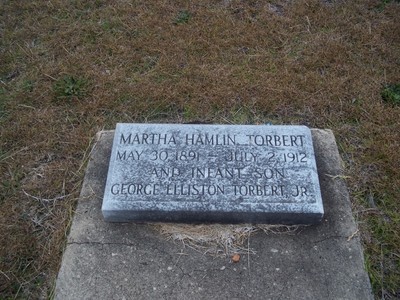 MARTHA HAMLIN TORBERT
MAY 30 1891 – JULY 2 1912
AND INFANT SON
GEORGE ELLISTON TORBERT, JR.